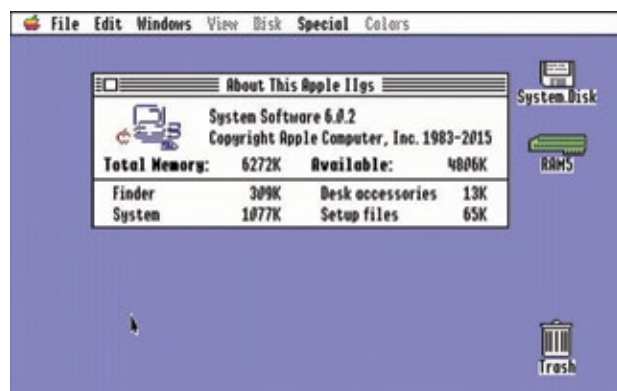 File Edit Windows View Disk Special Colors
About This Apple IIgs
System.Disk
System Software 6.0.2
Copyright Apple Computer, Inc. 1983-2015
Total Memory: 6272K Available: 4806K
RAM5
Finder 309K Desk accessories 13K
System 1077K Setup files 65K
Trash